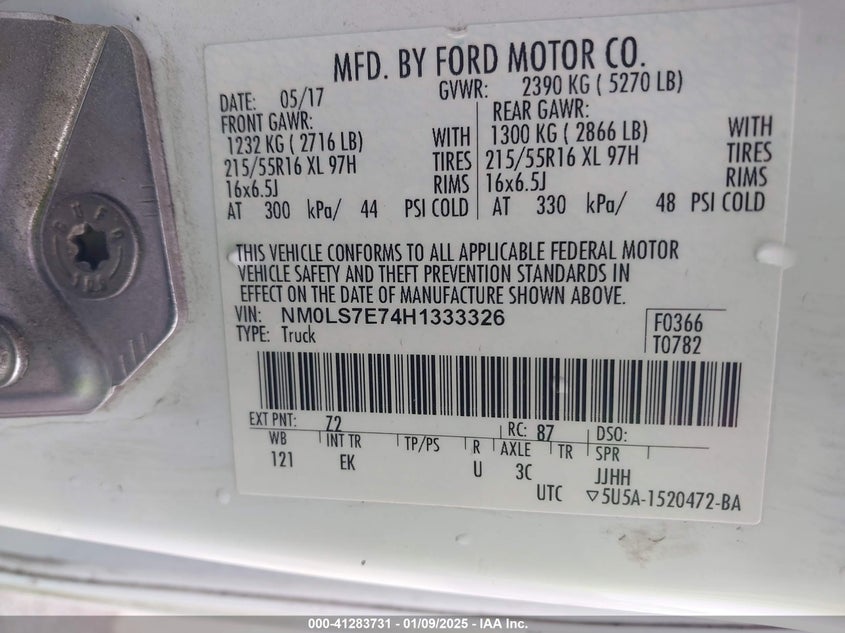 MFD. BY FORD MOTOR CO.
DATE: 05/17 GVWR: 2390 KG ( 5270 LB)
FRONT GAWR: REAR GAWR:
1232 KG ( 2716 LB) WITH 1300 KG ( 2866 LB) WITH
215/55R16 XL 97H TIRES 215/55R16 XL 97H TIRES
16x6.5J RIMS 16x6.5J RIMS
AT 300 kPa/ 44 PSI COLD AT 330 kPa/ 48 PSI COLD
THIS VEHICLE CONFORMS TO ALL APPLICABLE FEDERAL MOTOR
VEHICLE SAFETY AND THEFT PREVENTION STANDARDS IN
EFFECT ON THE DATE OF MANUFACTURE SHOWN ABOVE.
VIN: NM0LS7E74H1333326 F0366
TYPE: Truck T0782
EXT PNT: Z2 RC: 87 DSO:
WB INT TR TP/PS R AXLE TR SPR
121 EK U 3C JJHH
UTC ▽5U5A-1520472-BA
000-41283731 - 01/09/2025 - IAA Inc.